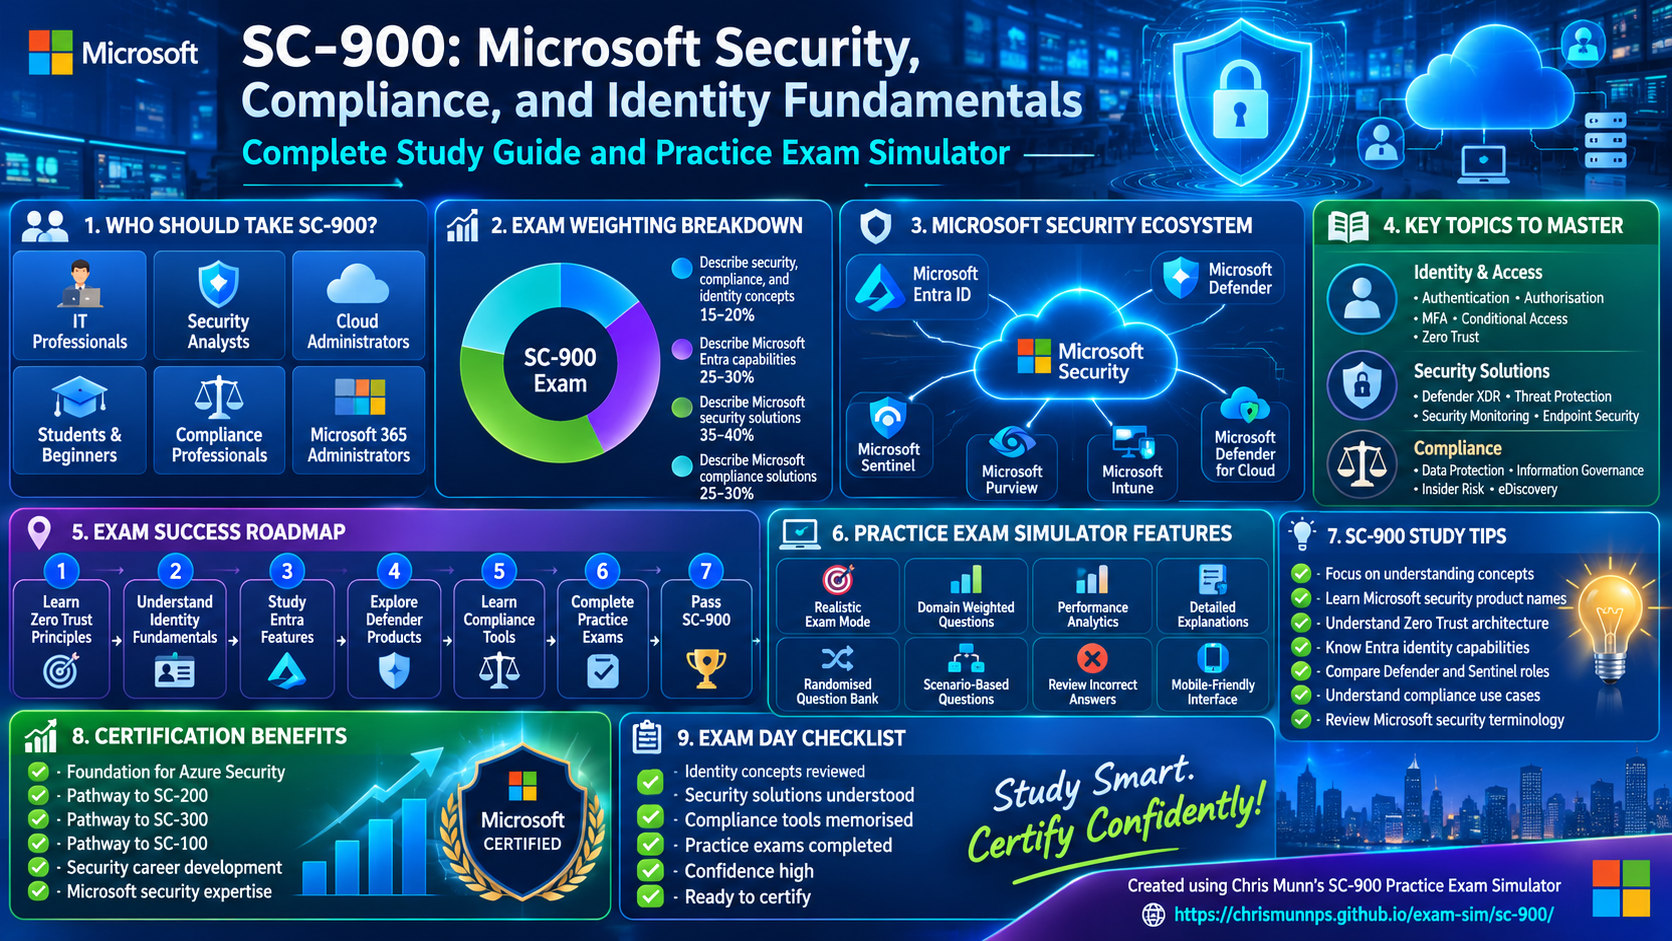 Microsoft
SC-900: Microsoft Security,
Compliance, and Identity Fundamentals
Complete Study Guide and Practice Exam Simulator
1. WHO SHOULD TAKE SC-900?
IT
Professionals
Security
Analysts
Cloud
Administrators
Students &
Beginners
Compliance
Professionals
Microsoft 365
Administrators
2. EXAM WEIGHTING BREAKDOWN
SC-900
Exam
Describe security,
compliance, and
identity concepts
15–20%
Describe Microsoft
Entra capabilities
25–30%
Describe Microsoft
security solutions
35–40%
Describe Microsoft
compliance solutions
25–30%
3. MICROSOFT SECURITY ECOSYSTEM
Microsoft
Entra ID
Microsoft
Defender
Microsoft
Security
Microsoft
Sentinel
Microsoft
Purview
Microsoft
Intune
Microsoft
Defender
for Cloud
4. KEY TOPICS TO MASTER
Identity & Access
• Authentication • Authorisation
• MFA • Conditional Access
• Zero Trust
Security Solutions
• Defender XDR • Threat Protection
• Security Monitoring • Endpoint Security
Compliance
• Data Protection • Information Governance
• Insider Risk • eDiscovery
5. EXAM SUCCESS ROADMAP
1
Learn
Zero Trust
Principles
2
Understand
Identity
Fundamentals
3
Study
Entra
Features
4
Explore
Defender
Products
5
Learn
Compliance
Tools
6
Complete
Practice
Exams
7
Pass
SC-900
6. PRACTICE EXAM SIMULATOR FEATURES
Realistic
Exam Mode
Domain Weighted
Questions
Performance
Analytics
Detailed
Explanations
Randomised
Question Bank
Scenario-Based
Questions
Review Incorrect
Answers
Mobile-Friendly
Interface
7. SC-900 STUDY TIPS
- Focus on understanding concepts
- Learn Microsoft security product names
- Understand Zero Trust architecture
- Know Entra identity capabilities
- Compare Defender and Sentinel roles
- Understand compliance use cases
- Review Microsoft security terminology
8. CERTIFICATION BENEFITS
- Foundation for Azure Security
- Pathway to SC-200
- Pathway to SC-300
- Pathway to SC-100
- Security career development
- Microsoft security expertise
Microsoft
CERTIFIED
9. EXAM DAY CHECKLIST
- Identity concepts reviewed
- Security solutions understood
- Compliance tools memorised
- Practice exams completed
- Confidence high
- Ready to certify
Study Smart.
Certify Confidently!
Created using Chris Munn's SC-900 Practice Exam Simulator
https://chrismunnps.github.io/exam-sim/sc-900/